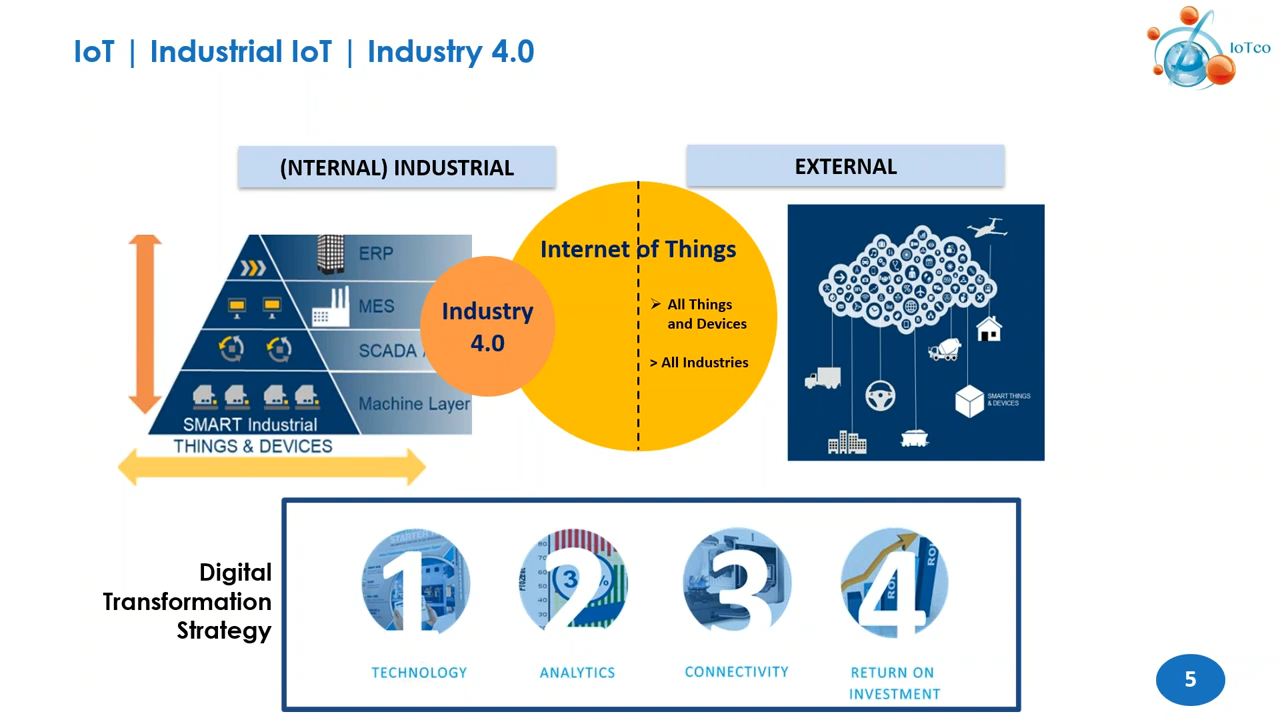 IoT | Industrial IoT | Industry 4.0
IoTco
(NTERNAL) INDUSTRIAL
EXTERNAL
ERP
MES
SCADA
Machine Layer
SMART Industrial
THINGS & DEVICES
Industry
4.0
Internet of Things
➢ All Things
and Devices
> All Industries
SMART THINGS
& DEVICES
Digital
Transformation
Strategy
1
2
3
4
TECHNOLOGY
ANALYTICS
CONNECTIVITY
RETURN ON
INVESTMENT
5